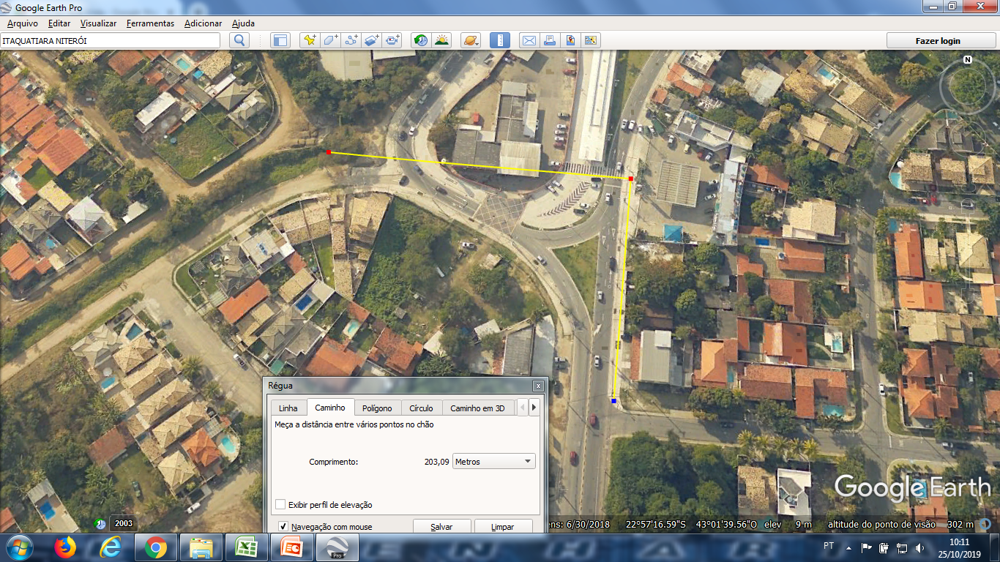 Google Earth Pro
Arquivo Editar Visualizar Ferramentas Adicionar Ajuda
ITAQUATIARA NITERÓI
Fazer login
N
Régua
x
Linha Caminho Polígono Círculo Caminho em 3D
Meça a distância entre vários pontos no chão
Comprimento: 203,09 Metros
Exibir perfil de elevação
Navegação com mouse Salvar Limpar
Google Earth
2003
ens: 6/30/2018 22°57'16.59"S 43°01'39.56"O elev 9 m altitude do ponto de visão 302 m
Pro
PT
10:11
25/10/2019